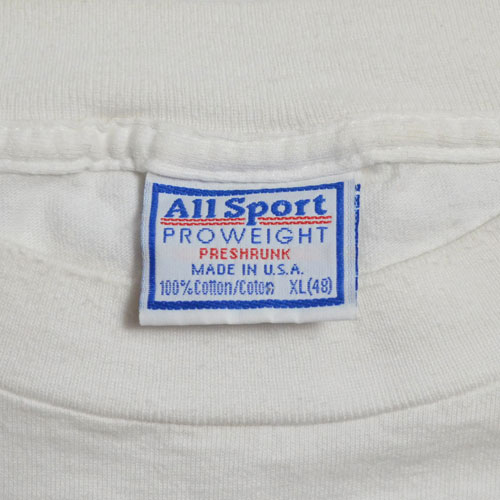 All Sport
PROWEIGHT
PRESHRUNK
MADE IN U.S.A.
100% Cotton/Coton XL (48)